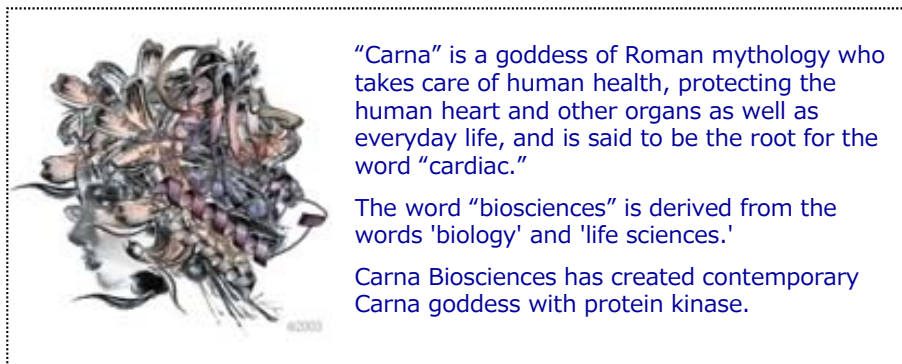 “Carna” is a goddess of Roman mythology who
takes care of human health, protecting the
human heart and other organs as well as
everyday life, and is said to be the root for the
word “cardiac.”
The word “biosciences” is derived from the
words 'biology' and 'life sciences.'
Carna Biosciences has created contemporary
Carna goddess with protein kinase.
©2003